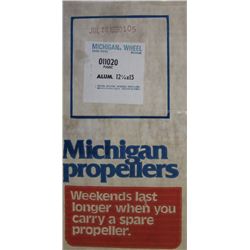 MICHIGAN WHEEL
011020
ALUM. 12¼x15
Michigan
propellers
Weekends last
longer when you
carry a spare
propeller.